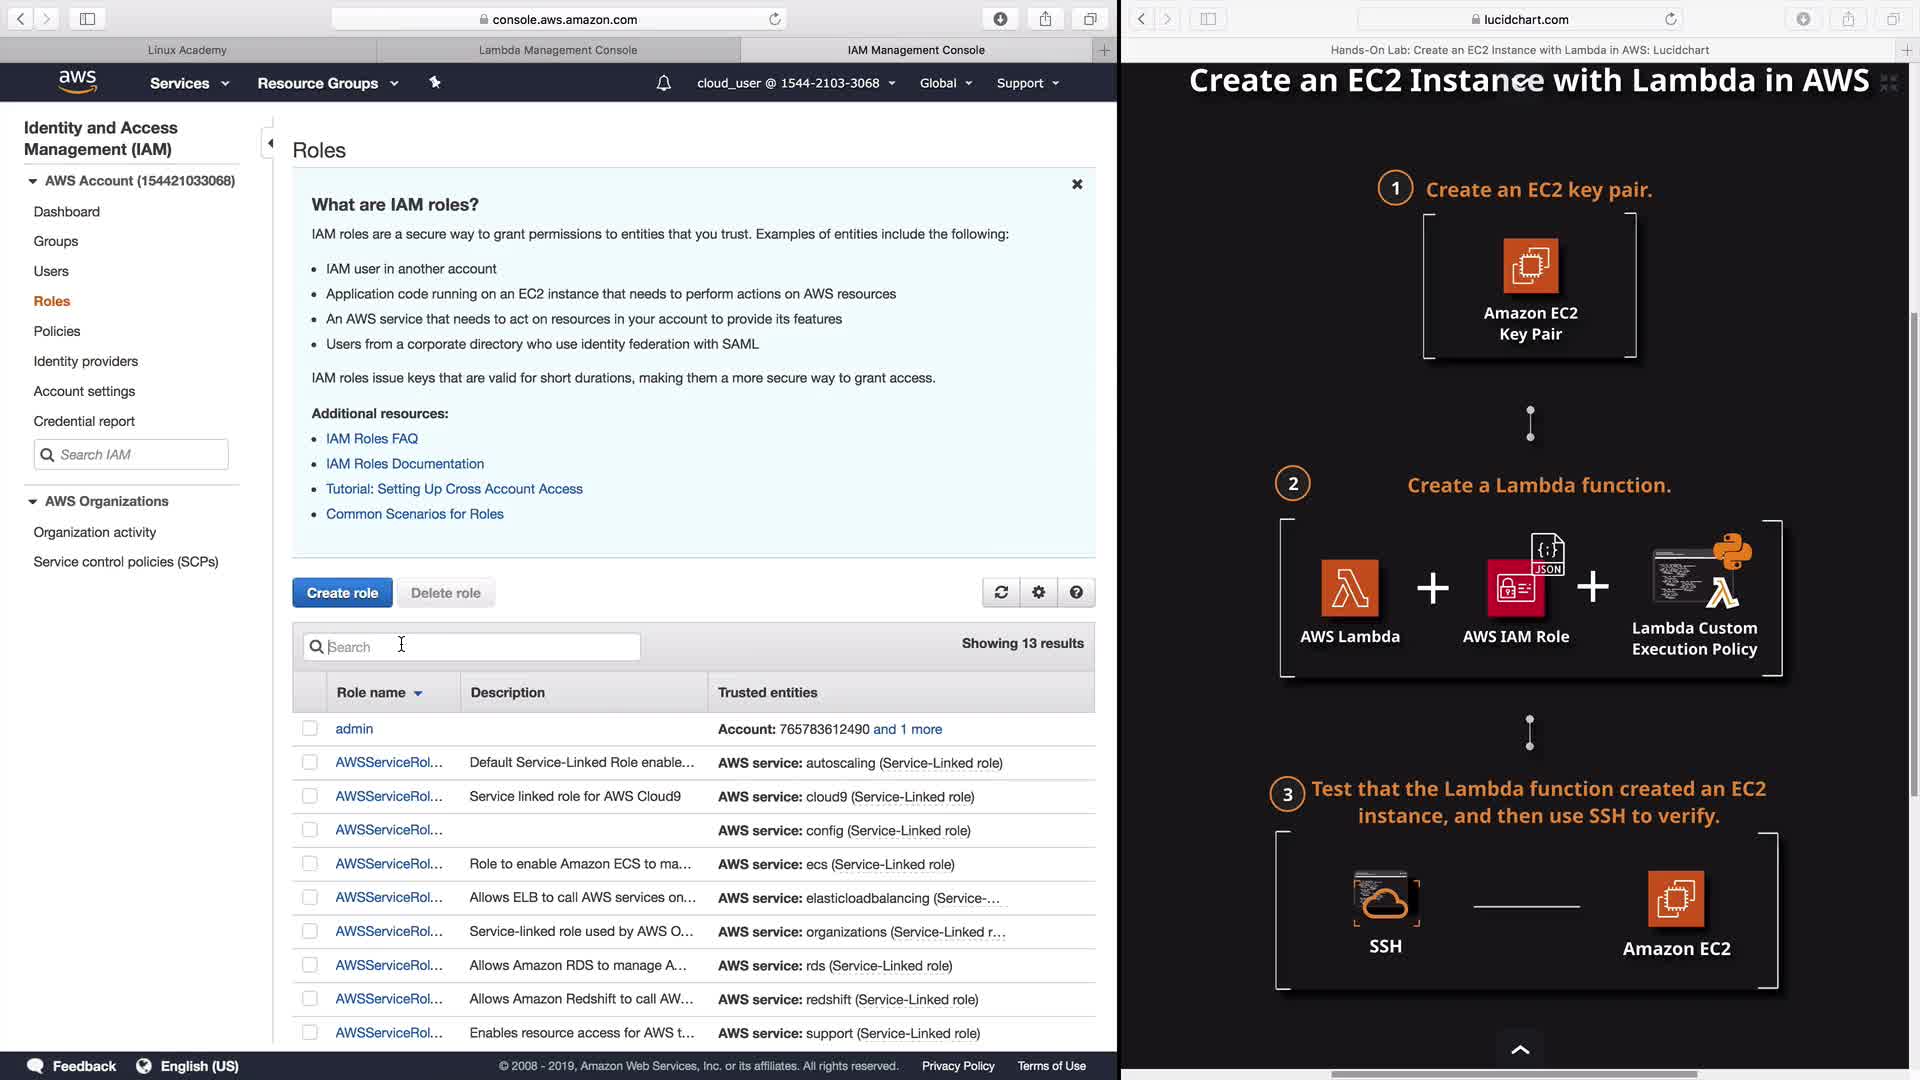 console.aws.amazon.com
Linux Academy
Lambda Management Console
IAM Management Console
aws
Services
Resource Groups
cloud_user @ 1544-2103-3068
Global
Support
Identity and Access
Management (IAM)
AWS Account (154421033068)
Dashboard
Groups
Users
Roles
Policies
Identity providers
Account settings
Credential report
Search IAM
AWS Organizations
Organization activity
Service control policies (SCPs)
Roles
What are IAM roles?
IAM roles are a secure way to grant permissions to entities that you trust. Examples of entities include the following:
IAM user in another account
Application code running on an EC2 instance that needs to perform actions on AWS resources
An AWS service that needs to act on resources in your account to provide its features
Users from a corporate directory who use identity federation with SAML
IAM roles issue keys that are valid for short durations, making them a more secure way to grant access.
Additional resources:
IAM Roles FAQ
IAM Roles Documentation
Tutorial: Setting Up Cross Account Access
Common Scenarios for Roles
Create role
Delete role
Search
Showing 13 results
Role name Description Trusted entities
admin Account: 765783612490 and 1 more
AWSServiceRol... Default Service-Linked Role enable... AWS service: autoscaling (Service-Linked role)
AWSServiceRol... Service linked role for AWS Cloud9 AWS service: cloud9 (Service-Linked role)
AWSServiceRol... AWS service: config (Service-Linked role)
AWSServiceRol... Role to enable Amazon ECS to ma... AWS service: ecs (Service-Linked role)
AWSServiceRol... Allows ELB to call AWS services on... AWS service: elasticloadbalancing (Service-...
AWSServiceRol... Service-linked role used by AWS O... AWS service: organizations (Service-Linked r...
AWSServiceRol... Allows Amazon RDS to manage A... AWS service: rds (Service-Linked role)
AWSServiceRol... Allows Amazon Redshift to call AW... AWS service: redshift (Service-Linked role)
AWSServiceRol... Enables resource access for AWS t... AWS service: support (Service-Linked role)
Feedback
English (US)
© 2008 - 2019, Amazon Web Services, Inc. or its affiliates. All rights reserved.
Privacy Policy
Terms of Use
lucidchart.com
Hands-On Lab: Create an EC2 Instance with Lambda in AWS: Lucidchart
Create an EC2 Instance with Lambda in AWS
1 Create an EC2 key pair.
Amazon EC2
Key Pair
2 Create a Lambda function.
JSON
AWS Lambda
+
AWS IAM Role
+
Lambda Custom
Execution Policy
3 Test that the Lambda function created an EC2
instance, and then use SSH to verify.
SSH
Amazon EC2